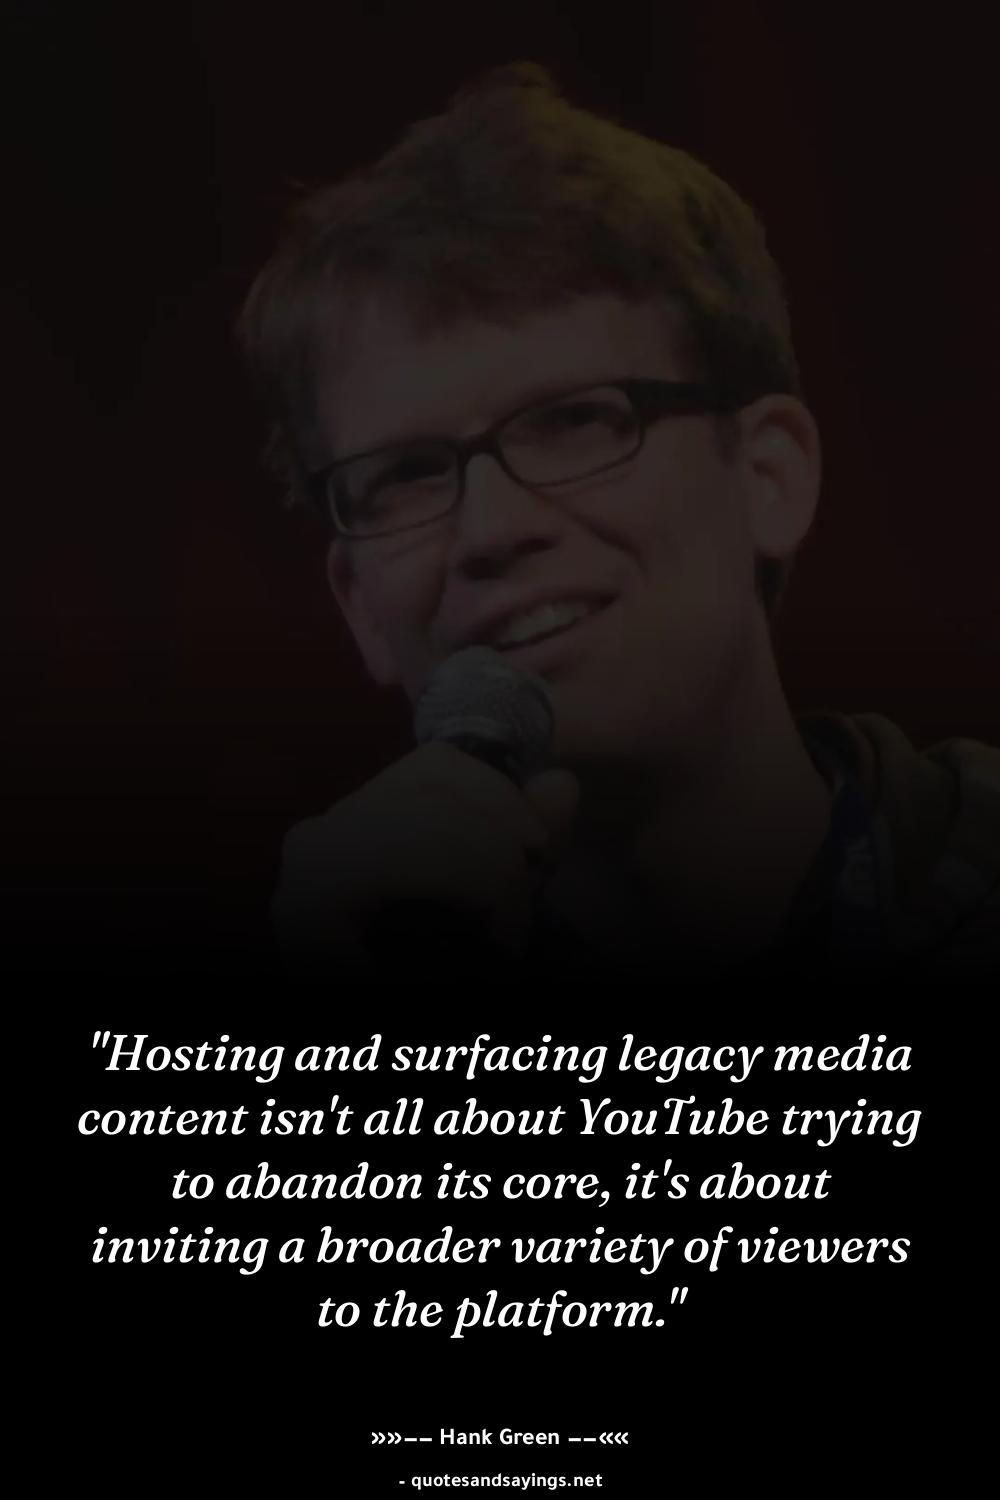 "Hosting and surfacing legacy media
content isn't all about YouTube trying
to abandon its core, it's about
inviting a broader variety of viewers
to the platform."
»»−− Hank Green −−««
- quotesandsayings.net